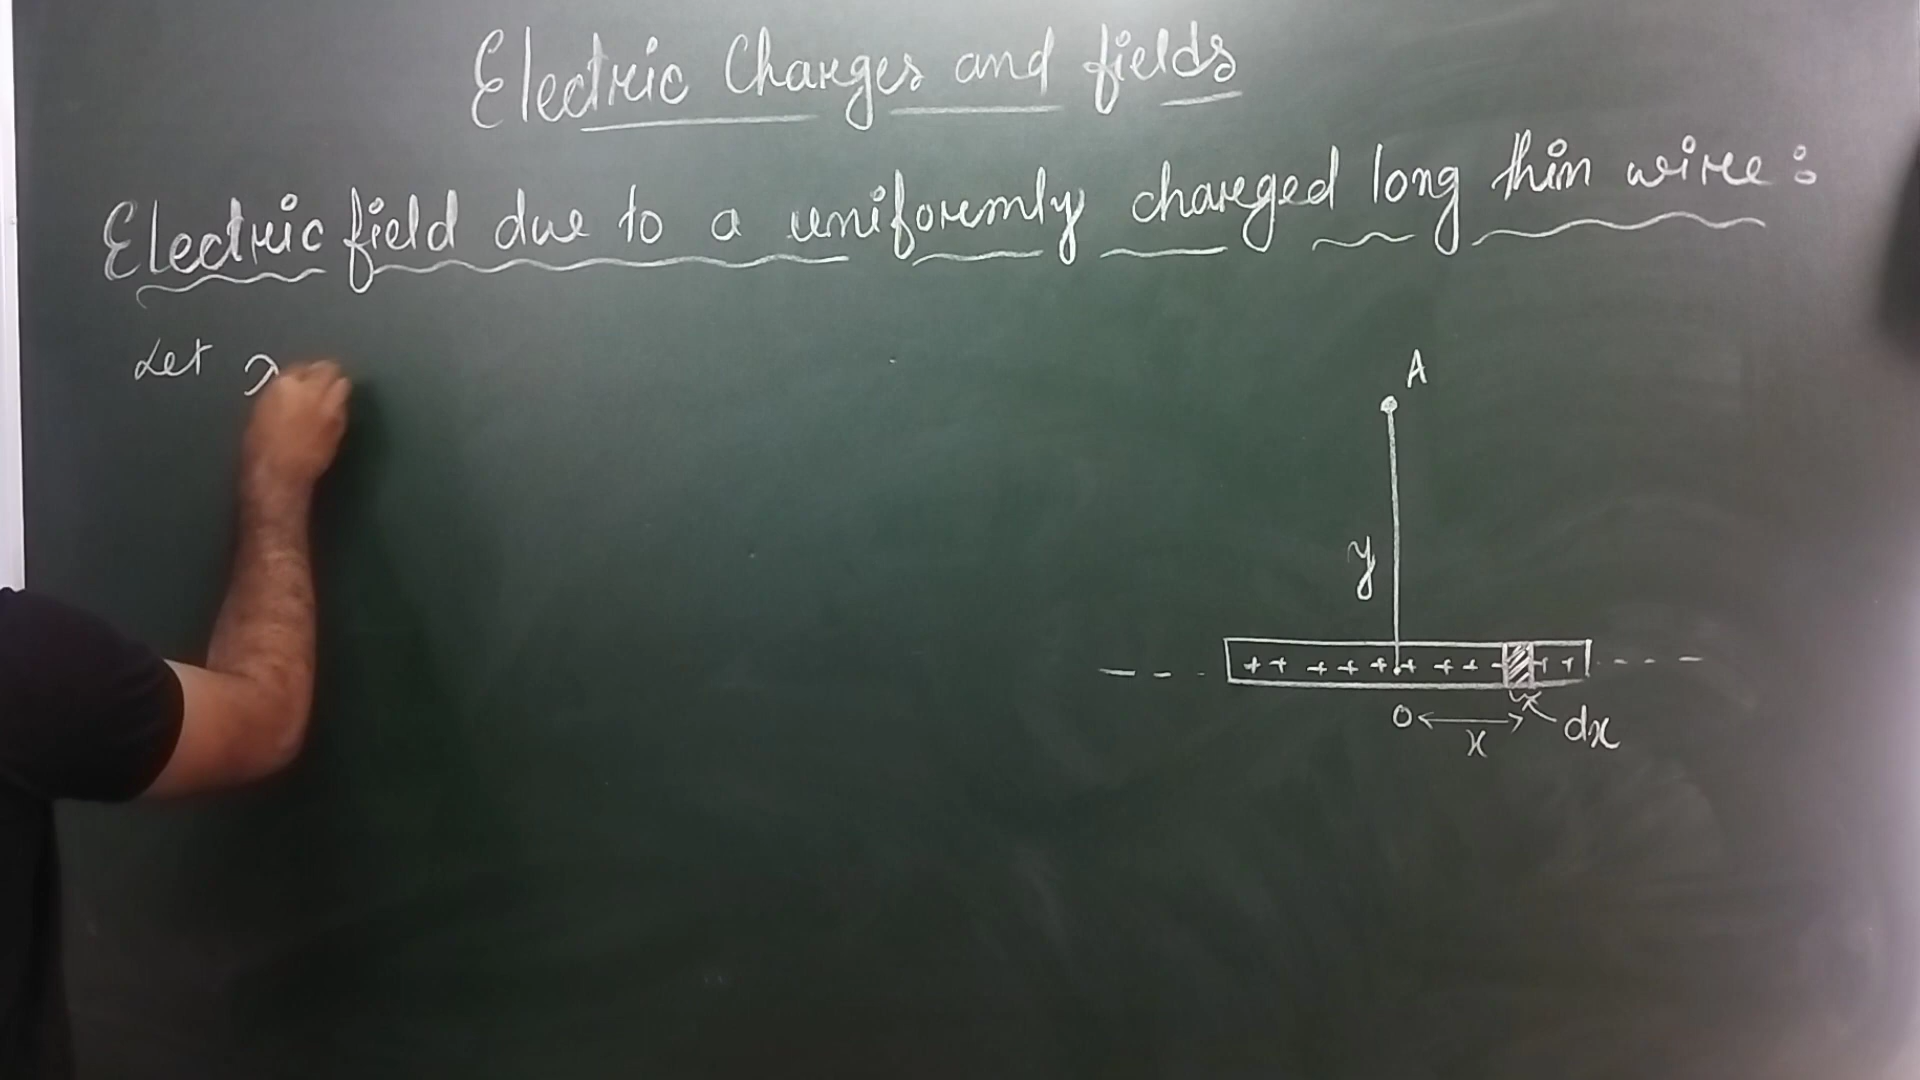 Electric Charges and fields
Electric field due to a uniformly charged long thin wire:
Let λ
A
y
++ +++++ ++ ++
O x dx